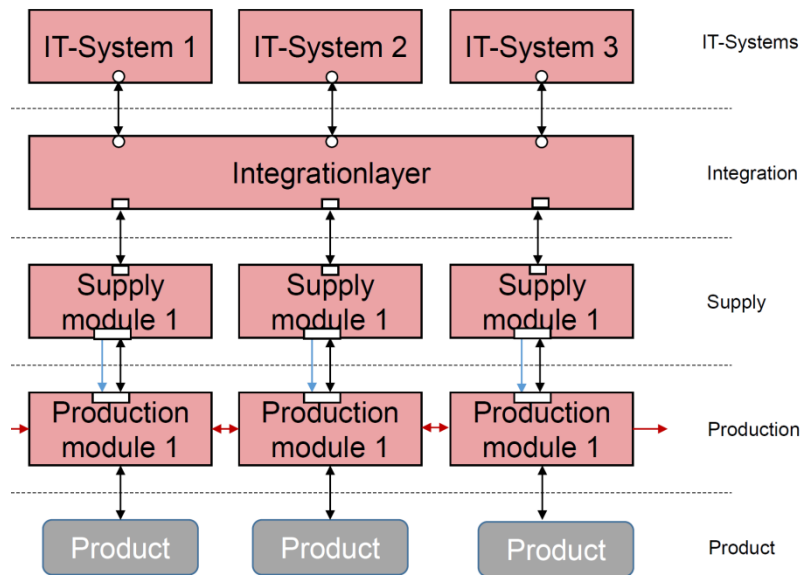 IT-System 1 IT-System 2 IT-System 3 IT-Systems
Integrationlayer Integration
Supply Supply Supply
module 1 module 1 module 1 Supply
Production Production Production
module 1 module 1 module 1 Production
Product Product Product Product